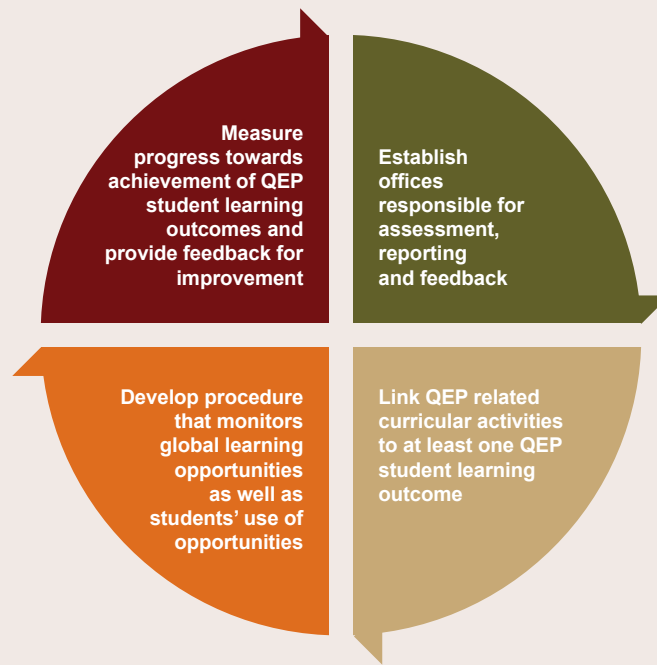 Measure
progress towards
achievement of QEP
student learning
outcomes and
provide feedback for
improvement
Establish
offices
responsible for
assessment,
reporting
and feedback
Develop procedure
that monitors
global learning
opportunities
as well as
students’ use of
opportunities
Link QEP related
curricular activities
to at least one QEP
student learning
outcome